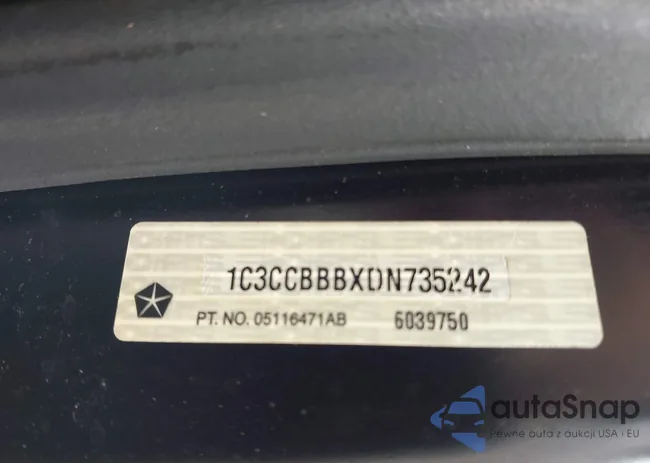 1C3CCBBBXDN735242
PT. NO. 05116471AB 6039750
autaSnap
Pewne auta z aukcji USA - EU